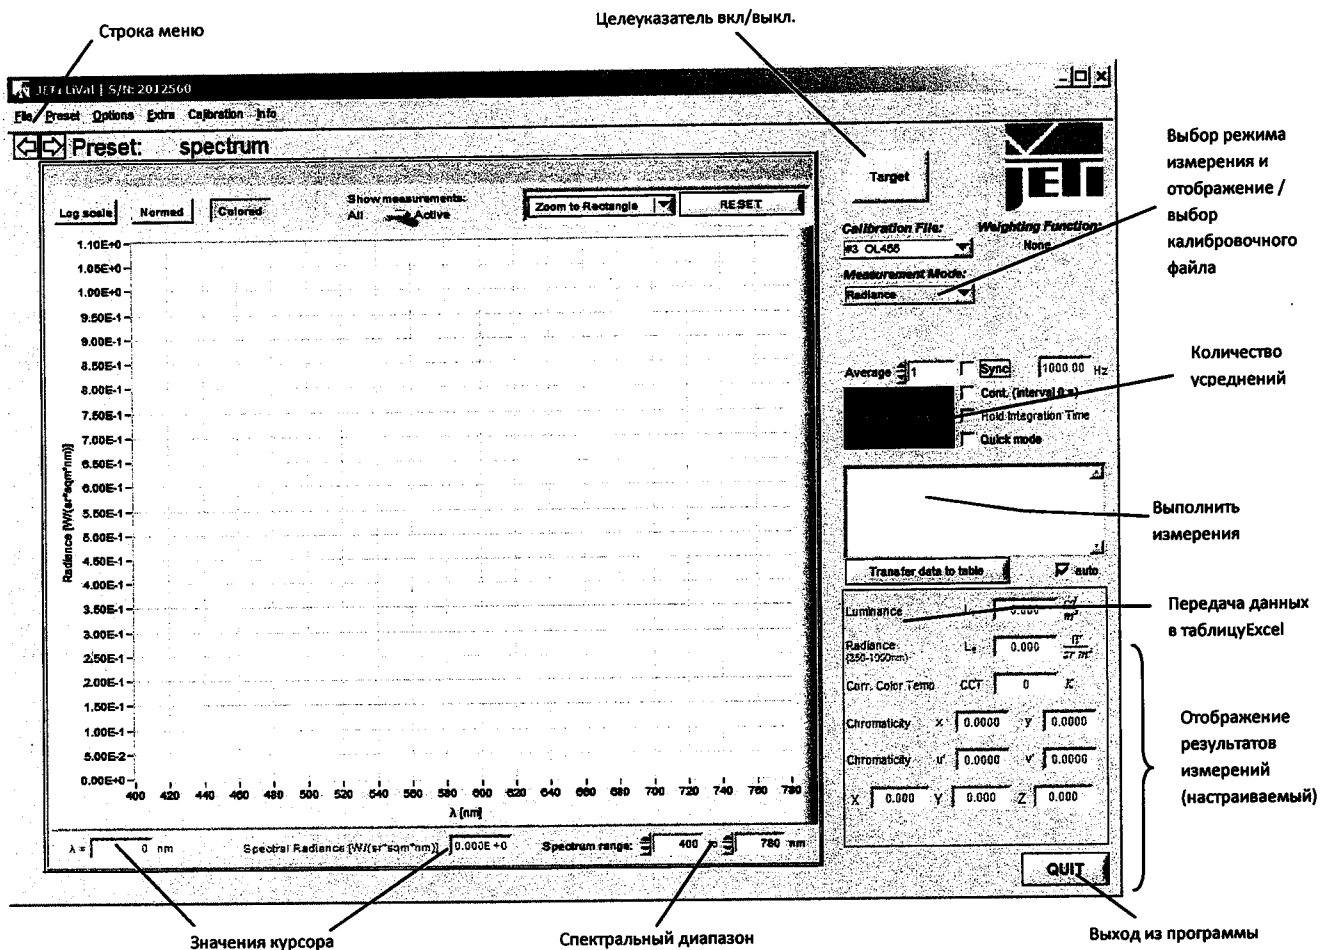 Целеуказатель вкл/выкл.
Строка меню
JETI LiVal | S/N: 2012560
File Preset Options Extra Calibration Info
Preset: spectrum
Log scale
Normed
Colored
Show measurements:
All Active
Zoom to Rectangle
RESET
1.10E+0
1.05E+0
1.00E+0
9.50E-1
9.00E-1
8.50E-1
8.00E-1
7.50E-1
7.00E-1
6.50E-1
6.00E-1
5.50E-1
5.00E-1
4.50E-1
4.00E-1
3.50E-1
3.00E-1
2.50E-1
2.00E-1
1.50E-1
1.00E-1
5.00E-2
0.00E+0
Radiance [W/(sr*sqm*nm)]
400 420 440 460 480 500 520 540 560 580 600 620 640 660 680 700 720 740 760 780
λ [nm]
λ = 0 nm
Spectral Radiance:[W/(sr*sqm*nm)] 0.000E+0
Spectrum range: 400 to 780 nm
Target
JETI
Calibration File:
#3 OL455
Weighting Function:
None
Measurement Mode:
Radiance
Average 1
Sync 1000.00 Hz
Cont. (interval 0 s)
Hold Integration Time
Quick mode
Transfer data to table
auto
Luminance L 0.000 cd/m²
Radiance Le 0.000 W/sr m²
(350-1000nm)
Corr. Color Temp CCT 0 K
Chromaticity x 0.0000 y 0.0000
Chromaticity u' 0.0000 v' 0.0000
X 0.000 Y 0.000 Z 0.000
QUIT
Выбор режима
измерения и
отображение /
выбор
калибровочного
файла
Количество
усреднений
Выполнить
измерения
Передача данных
в таблицуExcel
Отображение
результатов
измерений
(настраиваемый)
Значения курсора
Спектральный диапазон
Выход из программы